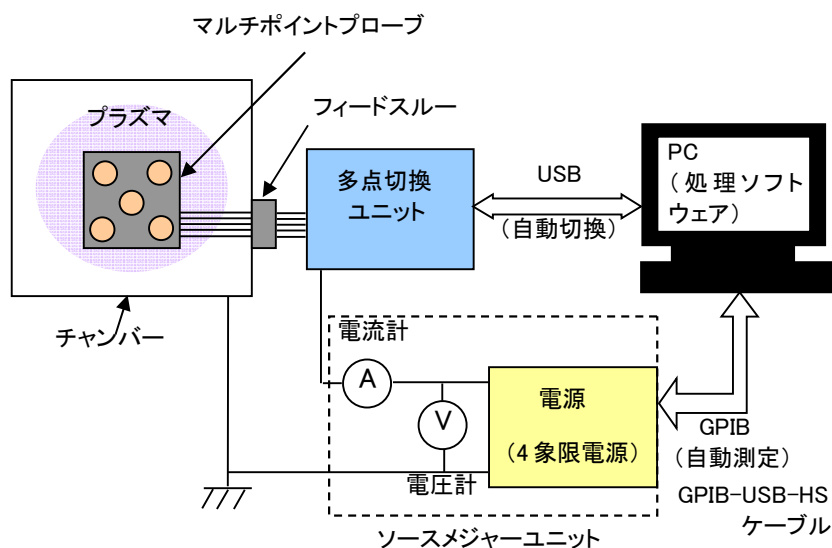 マルチポイントプローブ
プラズマ
フィードスルー
多点切換
ユニット
USB
(自動切換)
PC
(処理ソフト
ウェア)
チャンバー
電流計
A
V
電圧計
電源
(4象限電源)
GPIB
(自動測定)
GPIB-USB-HS
ケーブル
ソースメジャーユニット